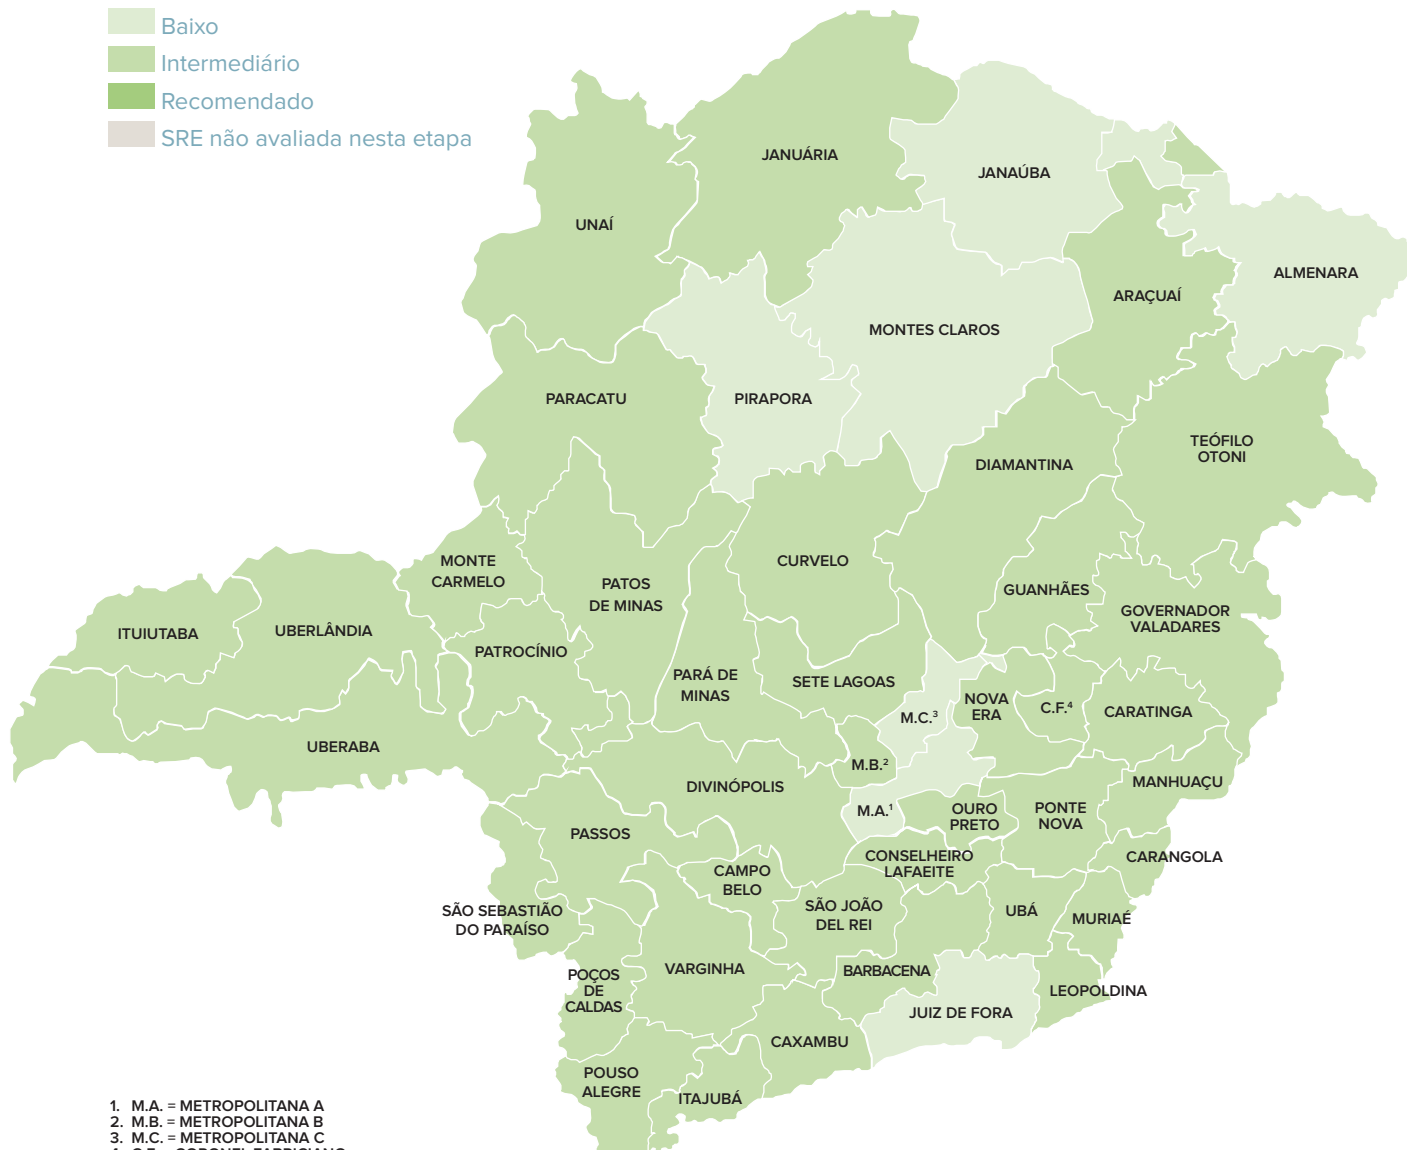 Baixo
Intermediário
Recomendado
SRE não avaliada nesta etapa
JANUÁRIA
JANAÚBA
UNAÍ
ALMENARA
ARAÇUAÍ
MONTES CLAROS
PARACATU
PIRAPORA
TEÓFILO
OTONI
DIAMANTINA
MONTE
CARMELO
CURVELO
PATOS
DE MINAS
GUANHÃES
GOVERNADOR
VALADARES
ITUIUTABA
UBERLÂNDIA
PATROCÍNIO
PARÁ DE
MINAS
SETE LAGOAS
NOVA
ERA
C.F.⁴
CARATINGA
M.C.³
UBERABA
M.B.²
MANHUAÇU
DIVINÓPOLIS
M.A.¹
OURO
PRETO
PONTE
NOVA
PASSOS
CONSELHEIRO
LAFAEITE
CARANGOLA
CAMPO
BELO
SÃO SEBASTIÃO
DO PARAÍSO
SÃO JOÃO
DEL REI
UBÁ
MURIAÉ
VARGINHA
BARBACENA
POÇOS
DE
CALDAS
LEOPOLDINA
JUIZ DE FORA
CAXAMBU
POUSO
ALEGRE
ITAJUBÁ
1. M.A. = METROPOLITANA A
2. M.B. = METROPOLITANA B
3. M.C. = METROPOLITANA C
4. C.F. = CORONEL FABRICIANO